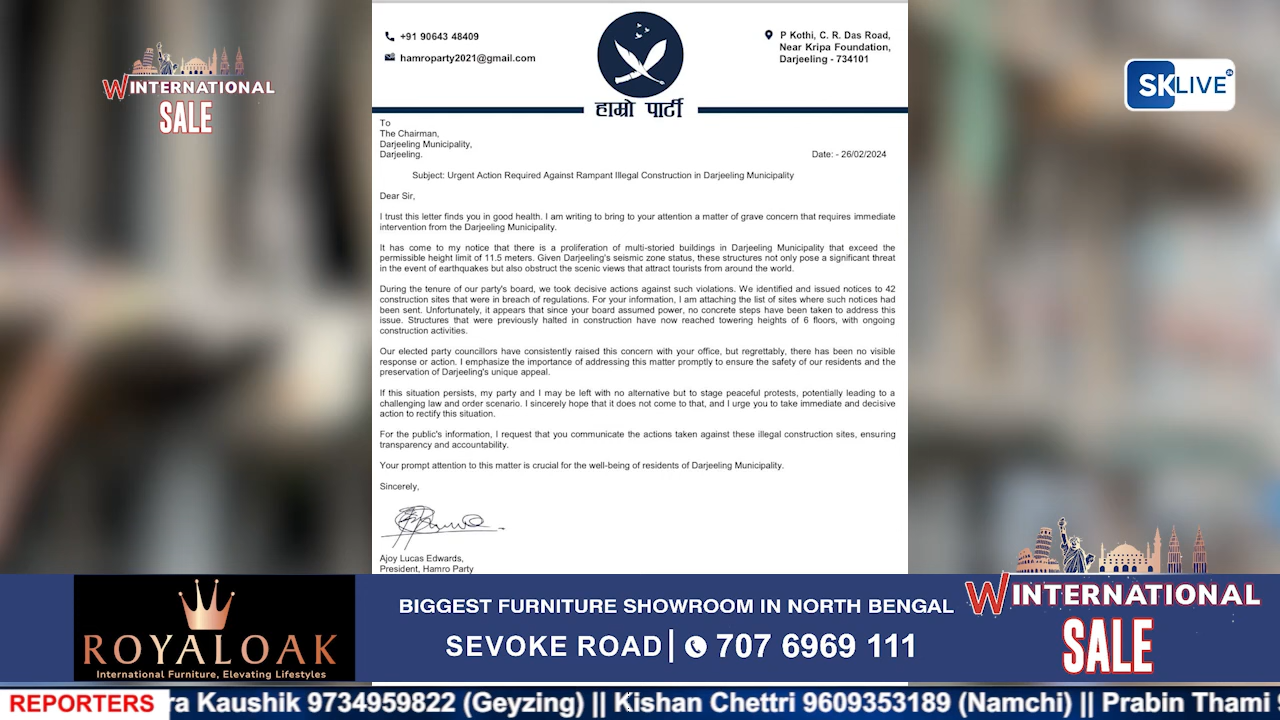 +91 90643 48409
hamroparty2021@gmail.com
हाम्रो पार्टी
P Kothi, C. R. Das Road,
Near Kripa Foundation,
Darjeeling - 734101
WINTERNATIONAL
SALE
SKLIVE
24
To
The Chairman,
Darjeeling Municipality,
Darjeeling.
Date: - 26/02/2024
Subject: Urgent Action Required Against Rampant Illegal Construction in Darjeeling Municipality
Dear Sir,
I trust this letter finds you in good health. I am writing to bring to your attention a matter of grave concern that requires immediate
intervention from the Darjeeling Municipality.
It has come to my notice that there is a proliferation of multi-storied buildings in Darjeeling Municipality that exceed the
permissible height limit of 11.5 meters. Given Darjeeling's seismic zone status, these structures not only pose a significant threat
in the event of earthquakes but also obstruct the scenic views that attract tourists from around the world.
During the tenure of our party's board, we took decisive actions against such violations. We identified and issued notices to 42
construction sites that were in breach of regulations. For your information, I am attaching the list of sites where such notices had
been sent. Unfortunately, it appears that since your board assumed power, no concrete steps have been taken to address this
issue. Structures that were previously halted in construction have now reached towering heights of 6 floors, with ongoing
construction activities.
Our elected party councillors have consistently raised this concern with your office, but regrettably, there has been no visible
response or action. I emphasize the importance of addressing this matter promptly to ensure the safety of our residents and the
preservation of Darjeeling's unique appeal.
If this situation persists, my party and I may be left with no alternative but to stage peaceful protests, potentially leading to a
challenging law and order scenario. I sincerely hope that it does not come to that, and I urge you to take immediate and decisive
action to rectify this situation.
For the public's information, I request that you communicate the actions taken against these illegal construction sites, ensuring
transparency and accountability.
Your prompt attention to this matter is crucial for the well-being of residents of Darjeeling Municipality.
Sincerely,
Ajoy Lucas Edwards,
President, Hamro Party
ROYALOAK
International Furniture, Elevating Lifestyles
BIGGEST FURNITURE SHOWROOM IN NORTH BENGAL
SEVOKE ROAD | 707 6969 111
WINTERNATIONAL
SALE
REPORTERS
ra Kaushik 9734959822 (Geyzing) || Kishan Chettri 9609353189 (Namchi) || Prabin Thami